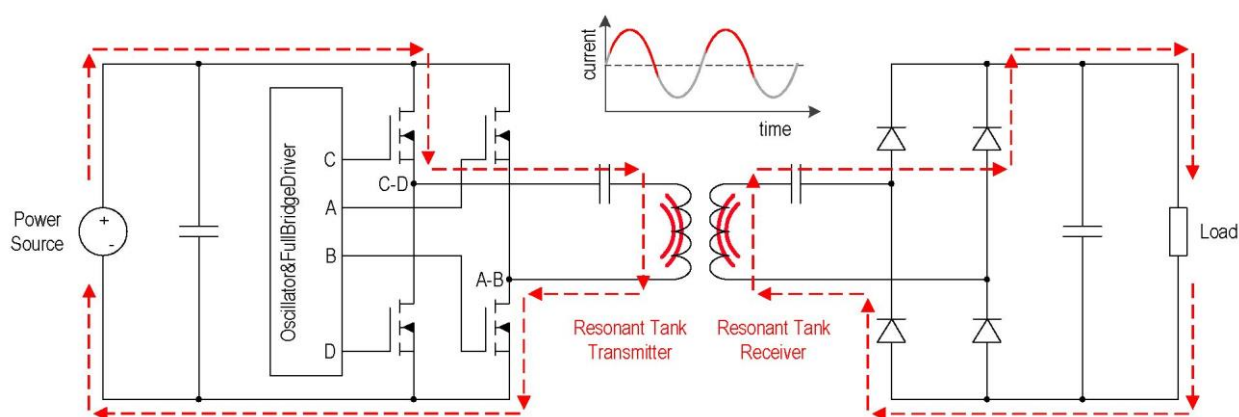 current
time
Oscillator&FullBridgeDriver
C
C-D
A
B
A-B
D
Power
Source
+
-
Resonant Tank
Transmitter
Resonant Tank
Receiver
Load